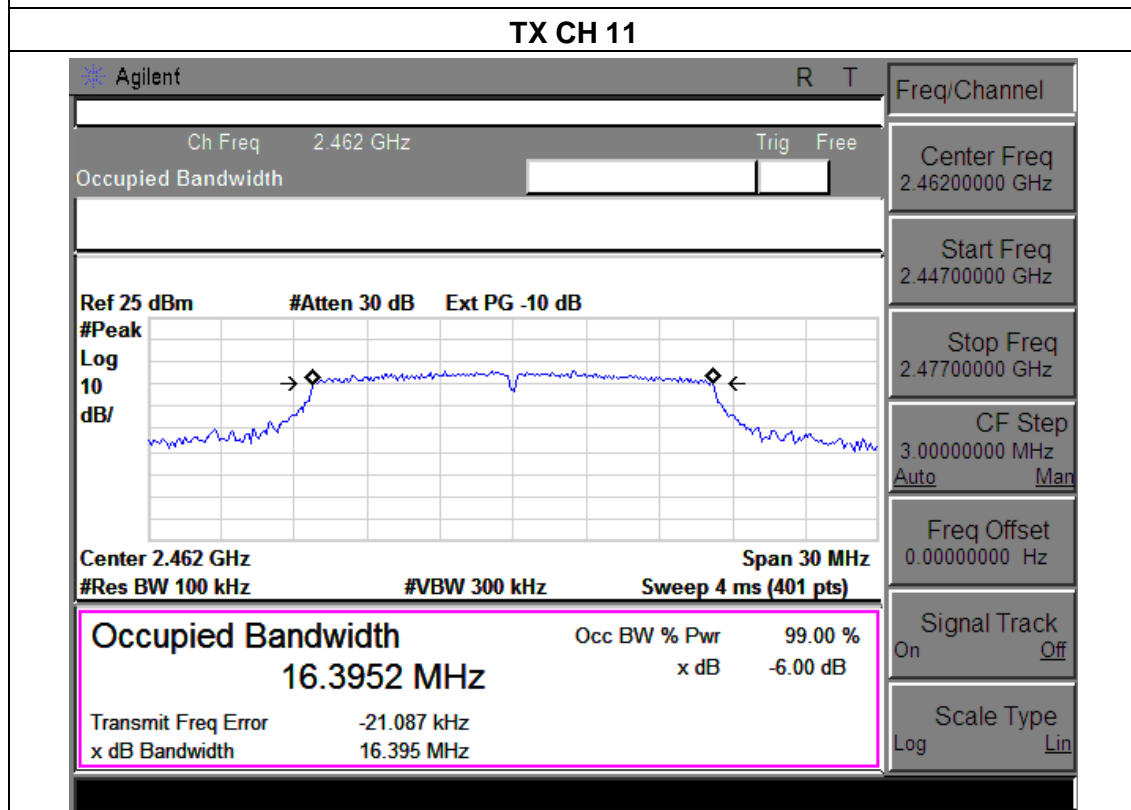 TX CH 11
Agilent R T
Ch Freq 2.462 GHz Trig Free
Occupied Bandwidth
Ref 25 dBm #Atten 30 dB Ext PG -10 dB
#Peak
Log
10
dB/
Center 2.462 GHz Span 30 MHz
#Res BW 100 kHz #VBW 300 kHz Sweep 4 ms (401 pts)
Occupied Bandwidth Occ BW % Pwr 99.00 %
16.3952 MHz x dB -6.00 dB
Transmit Freq Error -21.087 kHz
x dB Bandwidth 16.395 MHz
Freq/Channel
Center Freq
2.46200000 GHz
Start Freq
2.44700000 GHz
Stop Freq
2.47700000 GHz
CF Step
3.00000000 MHz
Auto Man
Freq Offset
0.00000000 Hz
Signal Track
On Off
Scale Type
Log Lin